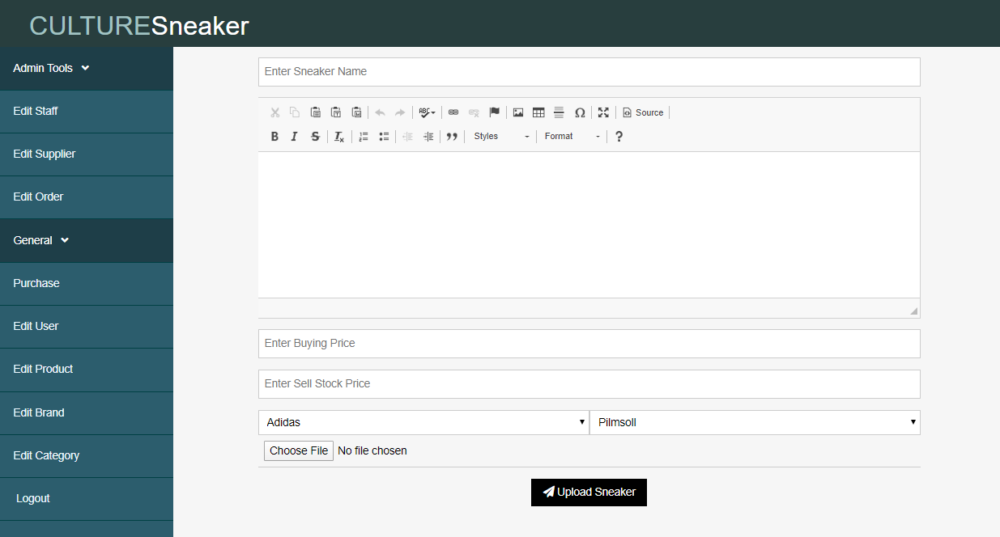 CULTURESneaker
Admin Tools
Edit Staff
Edit Supplier
Edit Order
General
Purchase
Edit User
Edit Product
Edit Brand
Edit Category
Logout
Enter Sneaker Name
ABC Ω Source
B I S Tx Styles Format ?
Enter Buying Price
Enter Sell Stock Price
Adidas Pilmsoll
Choose File No file chosen
Upload Sneaker